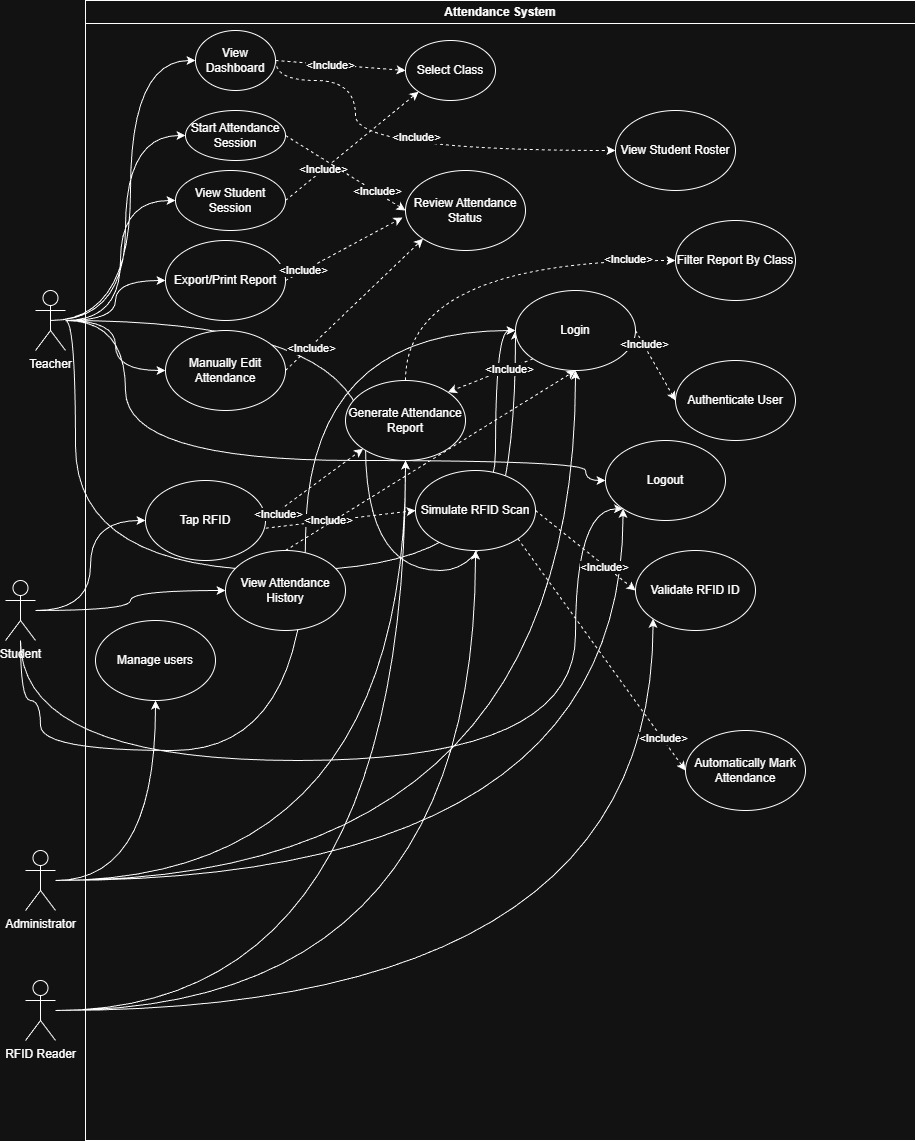 Attendance System
View
Dashboard
<Include>
Select Class
Start Attendance
Session
<Include>
View Student Roster
<Include>
View Student
Session
<Include>
Review Attendance
Status
Export/Print Report
<Include>
<Include>
Filter Report By Class
Teacher
Login
<Include>
Manually Edit
Attendance
<Include>
<Include>
Authenticate User
Generate Attendance
Report
Logout
Tap RFID
<Include>
<Include>
Simulate RFID Scan
<Include>
View Attendance
History
Validate RFID ID
Student
Manage users
<Include>
Automatically Mark
Attendance
Administrator
RFID Reader